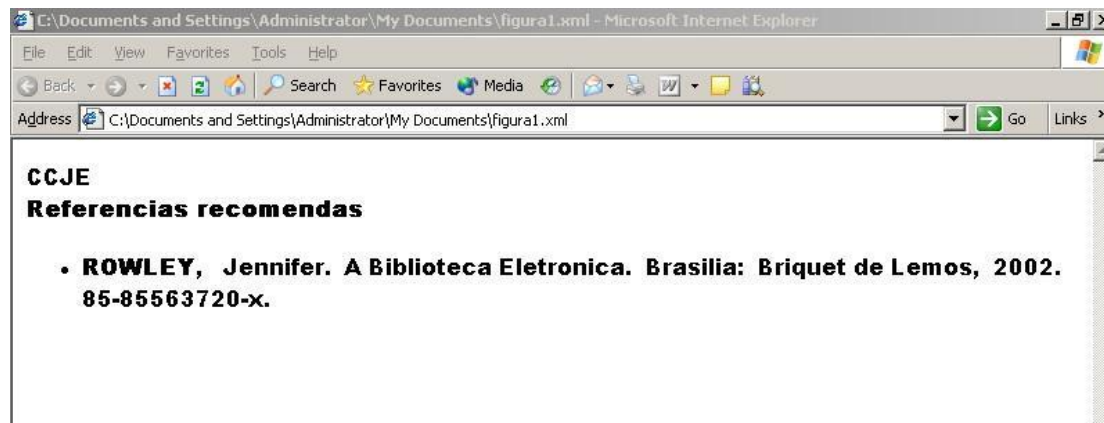 C:\Documents and Settings\Administrator\My Documents\figura1.xml - Microsoft Internet Explorer
File Edit View Favorites Tools Help
Back Search Favorites Media
Address C:\Documents and Settings\Administrator\My Documents\figura1.xml Go Links
CCJE
Referencias recomendas
• ROWLEY, Jennifer. A Biblioteca Eletronica. Brasilia: Briquet de Lemos, 2002.
85-85563720-x.